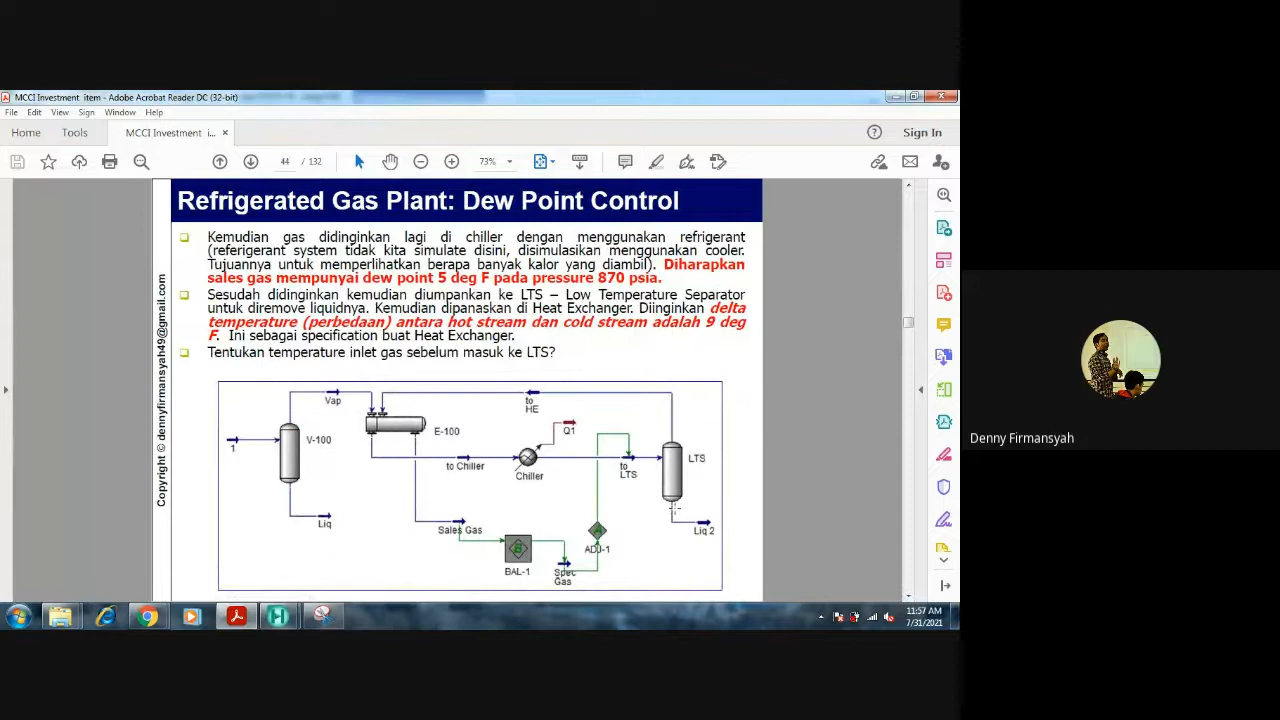 MCCI Investment item - Adobe Acrobat Reader DC (32-bit)
File Edit View Sign Window Help
Home Tools MCCI Investment i... × Sign In
44 / 132 73%
Refrigerated Gas Plant: Dew Point Control
Kemudian gas didinginkan lagi di chiller dengan menggunakan refrigerant
(referigerant system tidak kita simulate disini, disimulasikan menggunakan cooler.
Tujuannya untuk memperlihatkan berapa banyak kalor yang diambil). Diharapkan
sales gas mempunyai dew point 5 deg F pada pressure 870 psia.
Sesudah didinginkan kemudian diumpankan ke LTS – Low Temperature Separator
untuk diremove liquidnya. Kemudian dipanaskan di Heat Exchanger. Diinginkan delta
temperature (perbedaan) antara hot stream dan cold stream adalah 9 deg
F. Ini sebagai specification buat Heat Exchanger.
Tentukan temperature inlet gas sebelum masuk ke LTS?
Copyright © dennyfirmansyah49@gmail.com
Vap
to
HE
1
V-100
E-100
Q1
to Chiller
Chiller
to
LTS
LTS
Liq
Sales Gas
Liq 2
B
A
ADJ-1
BAL-1
Spec
Gas
11:57 AM
7/31/2021
Denny Firmansyah